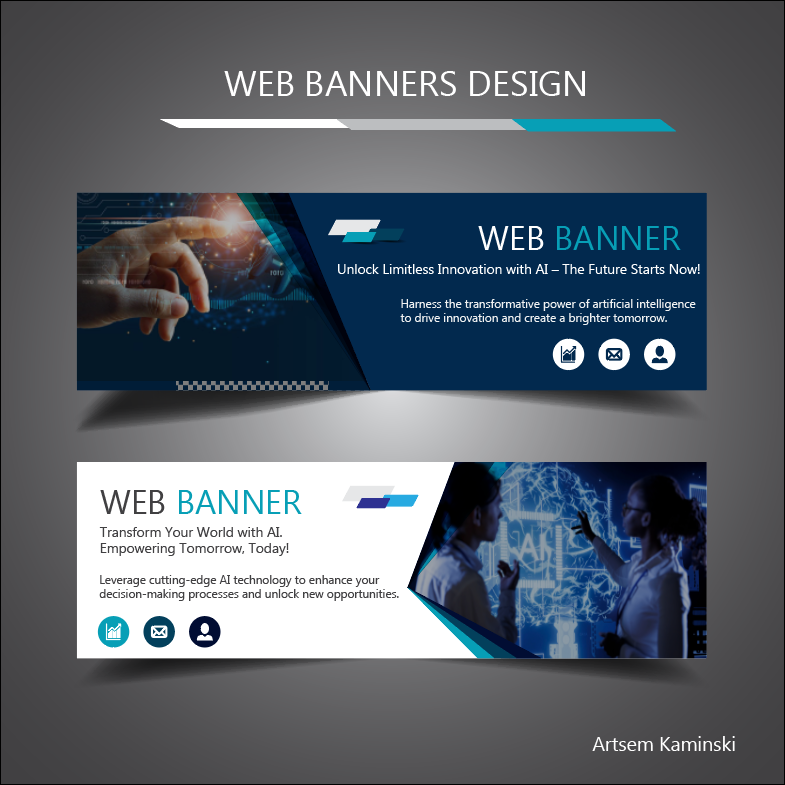 WEB BANNERS DESIGN
WEB BANNER
Unlock Limitless Innovation with AI – The Future Starts Now!
Harness the transformative power of artificial intelligence
to drive innovation and create a brighter tomorrow.
WEB BANNER
Transform Your World with AI.
Empowering Tomorrow, Today!
Leverage cutting-edge AI technology to enhance your
decision-making processes and unlock new opportunities.
Artsem Kaminski